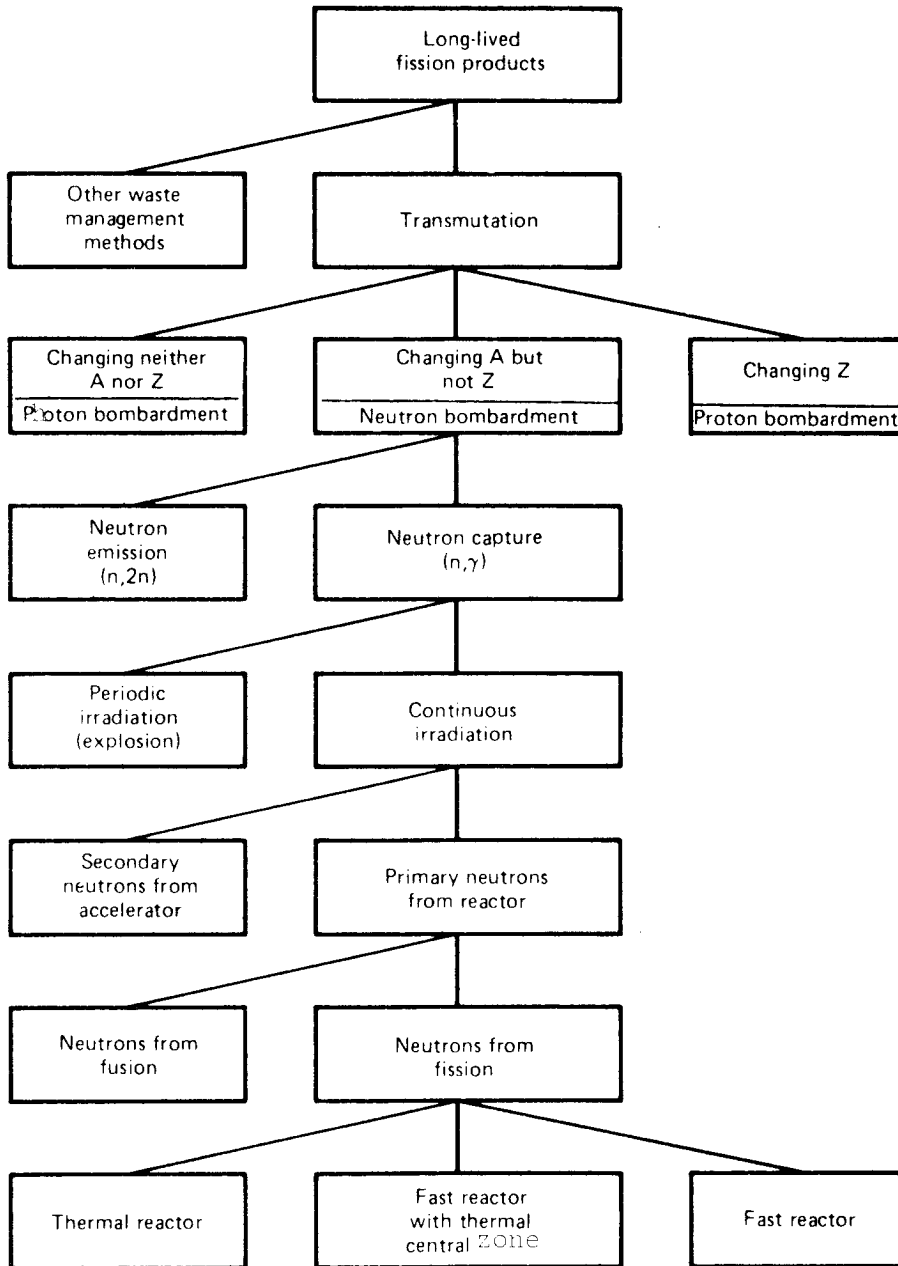 Long-lived
fission products
Other waste
management
methods
Transmutation
Changing neither
A nor Z
Photon bombardment
Changing A but
not Z
Neutron bombardment
Changing Z
Proton bombardment
Neutron
emission
(n,2n)
Neutron capture
(n,γ)
Periodic
irradiation
(explosion)
Continuous
irradiation
Secondary
neutrons from
accelerator
Primary neutrons
from reactor
Neutrons from
fusion
Neutrons from
fission
Thermal reactor
Fast reactor
with thermal
central zone
Fast reactor